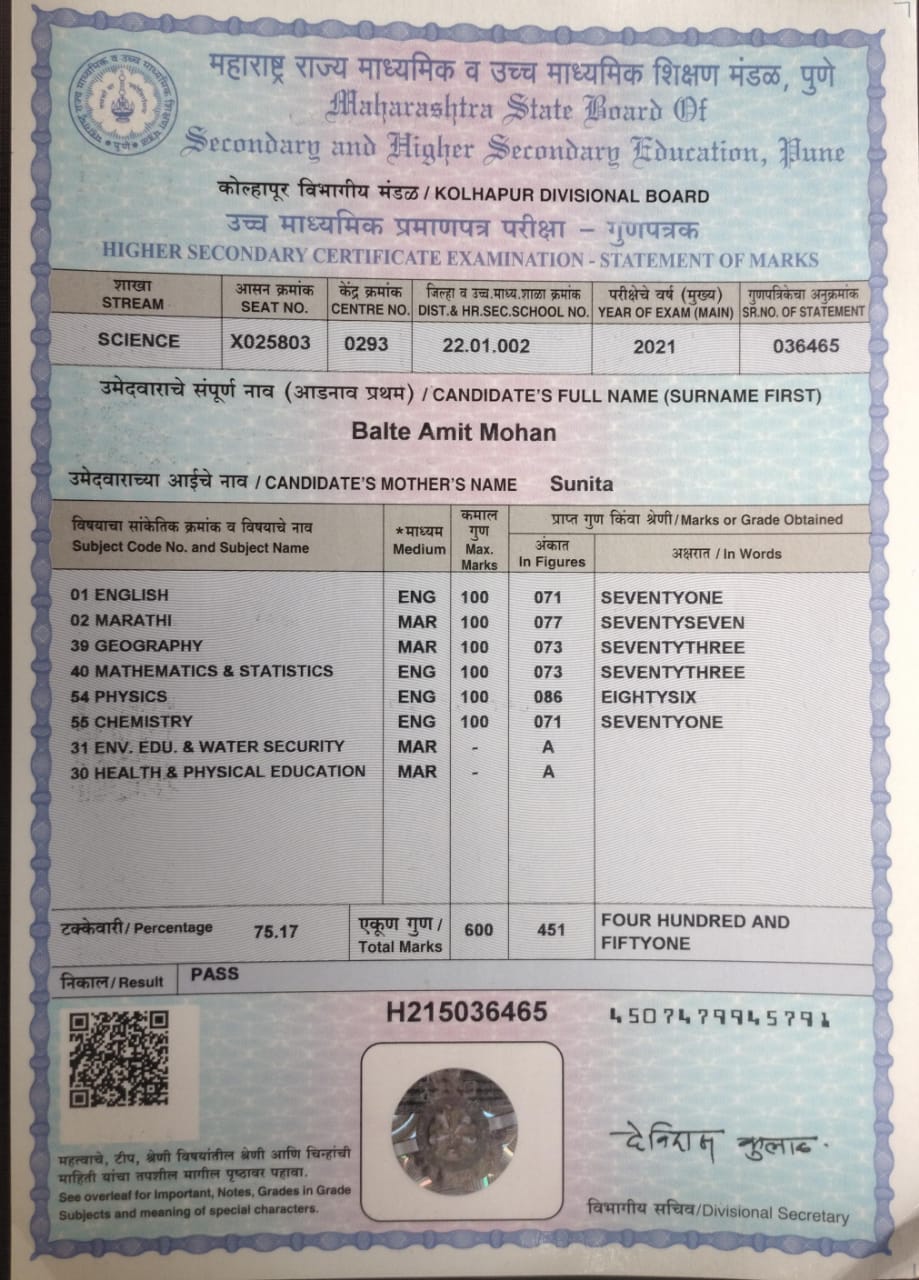 महाराष्ट्र राज्य माध्यमिक व उच्च माध्यमिक शिक्षण मंडळ, पुणे
Maharashtra State Board Of
Secondary and Higher Secondary Education, Pune
कोल्हापूर विभागीय मंडळ / KOLHAPUR DIVISIONAL BOARD
उच्च माध्यमिक प्रमाणपत्र परीक्षा – गुणपत्रक
HIGHER SECONDARY CERTIFICATE EXAMINATION - STATEMENT OF MARKS
शाखा आसन क्रमांक केंद्र क्रमांक जिल्हा व उच्च.माध्य.शाळा क्रमांक परीक्षेचे वर्ष (मुख्य) गुणपत्रिकेचा अनुक्रमांक
STREAM SEAT NO. CENTRE NO. DIST.& HR.SEC.SCHOOL NO. YEAR OF EXAM (MAIN) SR.NO. OF STATEMENT
SCIENCE X025803 0293 22.01.002 2021 036465
उमेदवाराचे संपूर्ण नाव (आडनाव प्रथम) / CANDIDATE'S FULL NAME (SURNAME FIRST)
Balte Amit Mohan
उमेदवाराच्या आईचे नाव / CANDIDATE'S MOTHER'S NAME Sunita
विषयाचा सांकेतिक क्रमांक व विषयाचे नाव *माध्यम कमाल गुण प्राप्त गुण किंवा श्रेणी/Marks or Grade Obtained
Subject Code No. and Subject Name Medium Max. Marks अंकात In Figures अक्षरात / In Words
01 ENGLISH ENG 100 071 SEVENTYONE
02 MARATHI MAR 100 077 SEVENTYSEVEN
39 GEOGRAPHY MAR 100 073 SEVENTYTHREE
40 MATHEMATICS & STATISTICS ENG 100 073 SEVENTYTHREE
54 PHYSICS ENG 100 086 EIGHTYSIX
55 CHEMISTRY ENG 100 071 SEVENTYONE
31 ENV. EDU. & WATER SECURITY MAR - A
30 HEALTH & PHYSICAL EDUCATION MAR - A
टक्केवारी/ Percentage 75.17 एकूण गुण / Total Marks 600 451 FOUR HUNDRED AND
FIFTYONE
निकाल/ Result PASS
H215036465 4507479945791
महत्वाचे, टीप, श्रेणी विषयांतील श्रेणी आणि चिन्हांची
माहिती यांचा तपशील मागील पृष्ठावर पहावा.
See overleaf for Important, Notes, Grades in Grade
Subjects and meaning of special characters.
विभागीय सचिव/Divisional Secretary